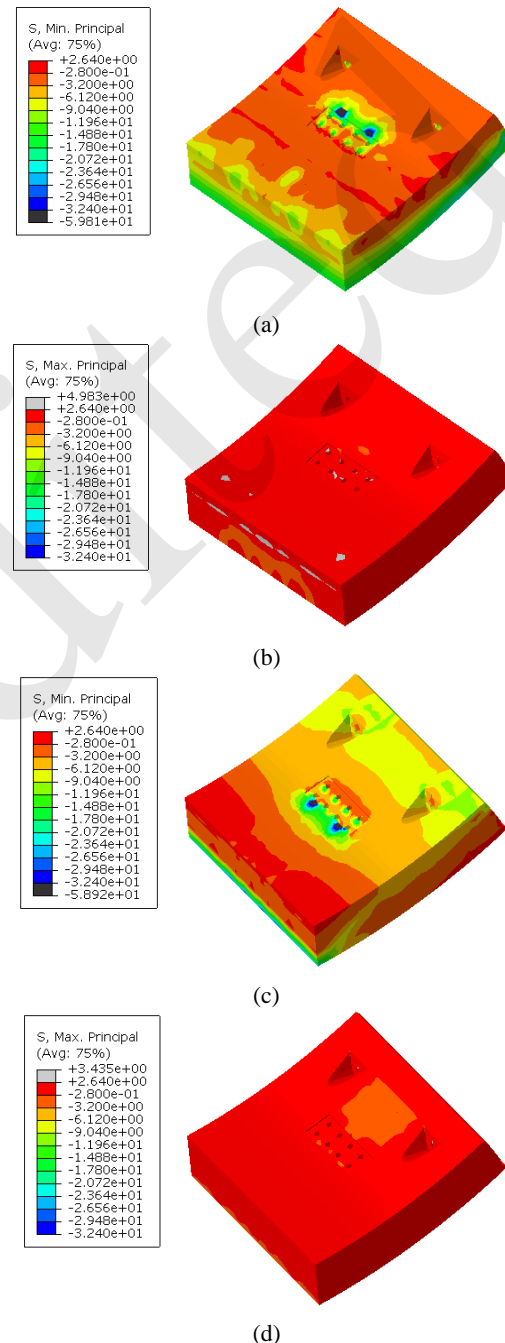 S, Min. Principal
(Avg: 75%)
+2.640e+00
-2.800e-01
-3.200e+00
-6.120e+00
-9.040e+00
-1.196e+01
-1.488e+01
-1.780e+01
-2.072e+01
-2.364e+01
-2.656e+01
-2.948e+01
-3.240e+01
-5.981e+01
(a)
S, Max. Principal
(Avg: 75%)
+4.983e+00
+2.640e+00
-2.800e-01
-3.200e+00
-6.120e+00
-9.040e+00
-1.196e+01
-1.488e+01
-1.780e+01
-2.072e+01
-2.364e+01
-2.656e+01
-2.948e+01
-3.240e+01
(b)
S, Min. Principal
(Avg: 75%)
+2.640e+00
-2.800e-01
-3.200e+00
-6.120e+00
-9.040e+00
-1.196e+01
-1.488e+01
-1.780e+01
-2.072e+01
-2.364e+01
-2.656e+01
-2.948e+01
-3.240e+01
-5.892e+01
(c)
S, Max. Principal
(Avg: 75%)
+3.435e+00
+2.640e+00
-2.800e-01
-3.200e+00
-6.120e+00
-9.040e+00
-1.196e+01
-1.488e+01
-1.780e+01
-2.072e+01
-2.364e+01
-2.656e+01
-2.948e+01
-3.240e+01
(d)